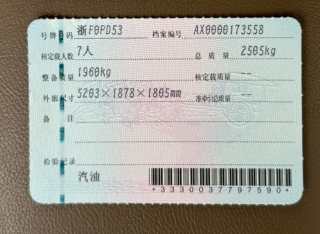 号牌号码 浙F0PD53 档案编号 AX0000173558
核定载人数 7人 总质量 2505kg
整备质量 1960kg 核定载质量 --
外廓尺寸 5203×1878×1805mm 准牵引总质量 --
备注
检验记录
汽油
*3330037797590*